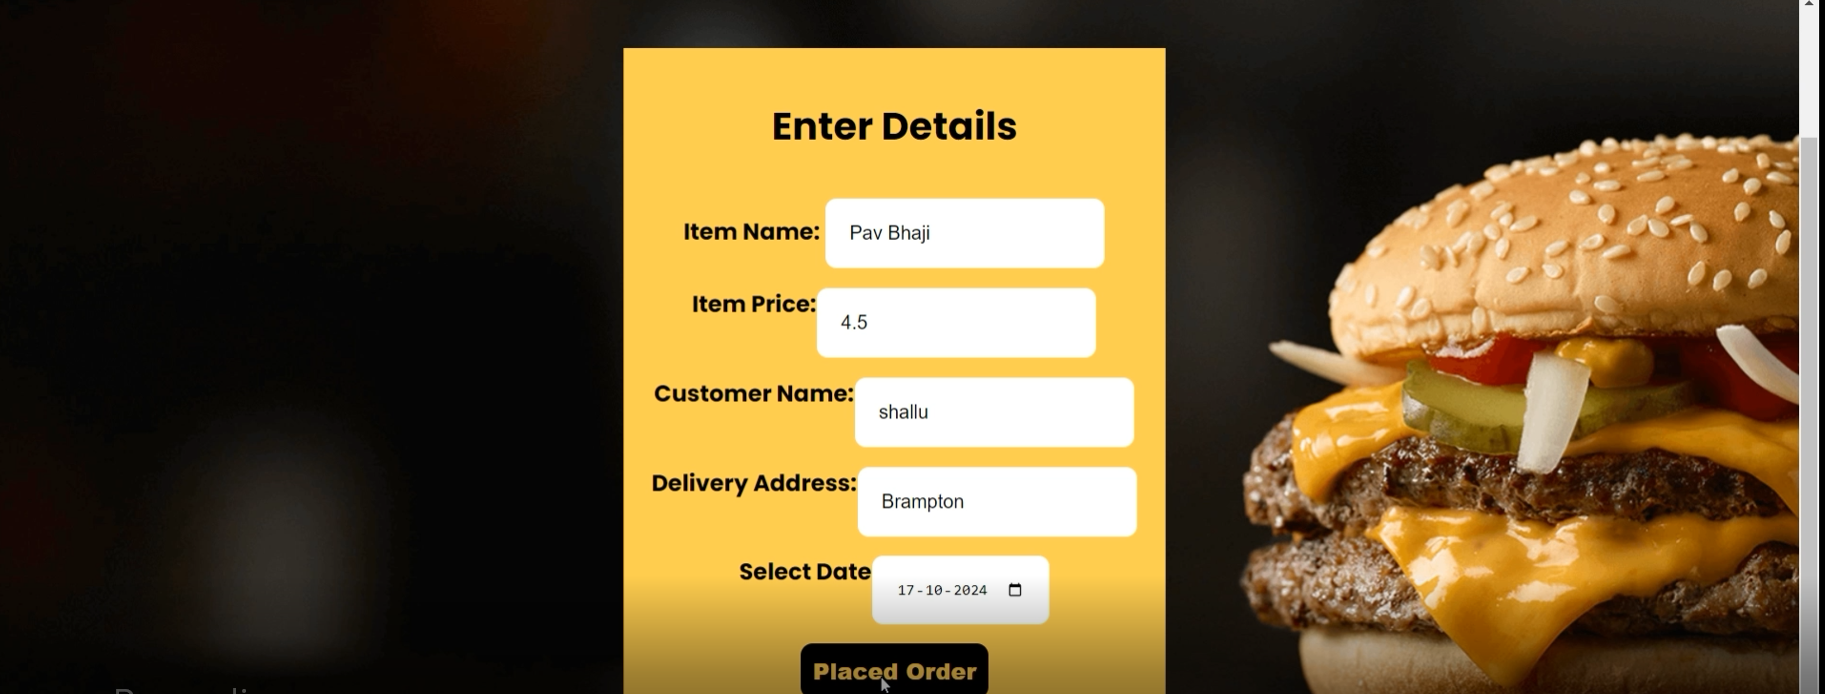 Enter Details
Item Name: Pav Bhaji
Item Price: 4.5
Customer Name: shallu
Delivery Address: Brampton
Select Date 17-10-2024
Placed Order